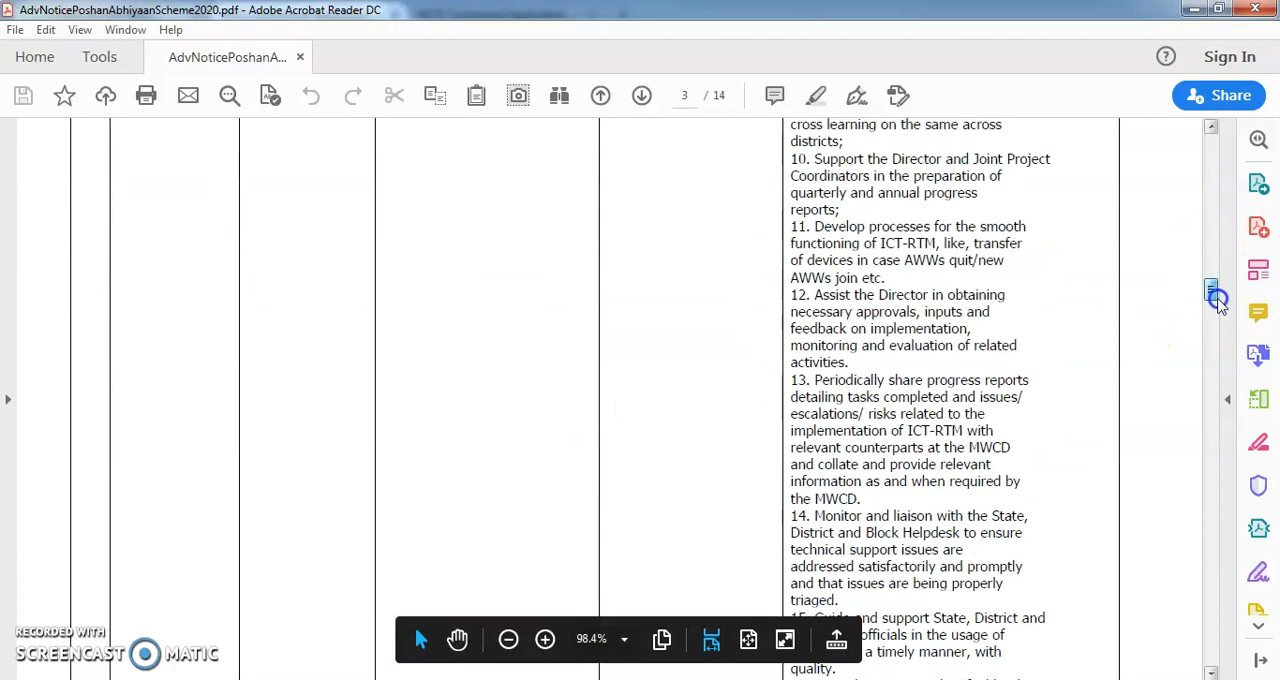 AdvNoticePoshanAbhiyaanScheme2020.pdf - Adobe Acrobat Reader DC
File Edit View Window Help
Home Tools AdvNoticePoshanA... × Sign In
3 / 14 Share
cross learning on the same across
districts;
10. Support the Director and Joint Project
Coordinators in the preparation of
quarterly and annual progress
reports;
11. Develop processes for the smooth
functioning of ICT-RTM, like, transfer
of devices in case AWWs quit/new
AWWs join etc.
12. Assist the Director in obtaining
necessary approvals, inputs and
feedback on implementation,
monitoring and evaluation of related
activities.
13. Periodically share progress reports
detailing tasks completed and issues/
escalations/ risks related to the
implementation of ICT-RTM with
relevant counterparts at the MWCD
and collate and provide relevant
information as and when required by
the MWCD.
14. Monitor and liaison with the State,
District and Block Helpdesk to ensure
technical support issues are
addressed satisfactorily and promptly
and that issues are being properly
triaged.
and support State, District and
officials in the usage of
a timely manner, with
quality.
98.4%
RECORDED WITH
SCREENCAST MATIC